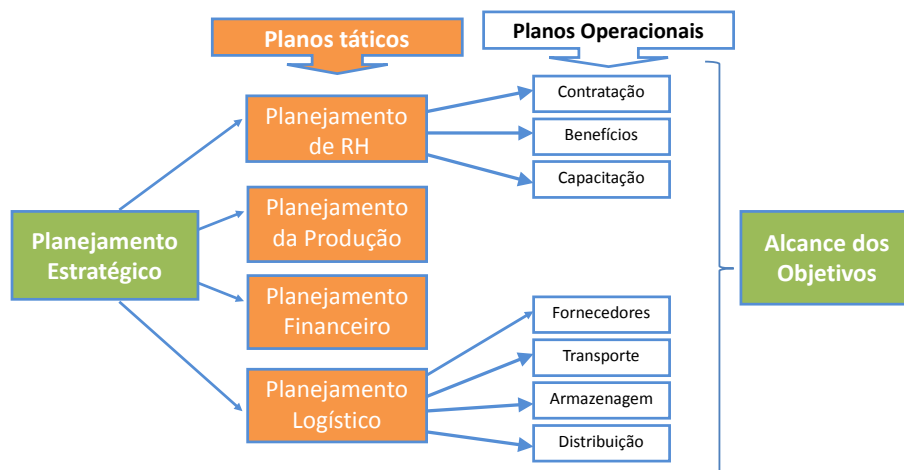 Planos táticos
Planos Operacionais
Planejamento
Estratégico
Planejamento
de RH
Contratação
Benefícios
Capacitação
Planejamento
da Produção
Planejamento
Financeiro
Planejamento
Logístico
Fornecedores
Transporte
Armazenagem
Distribuição
Alcance dos
Objetivos